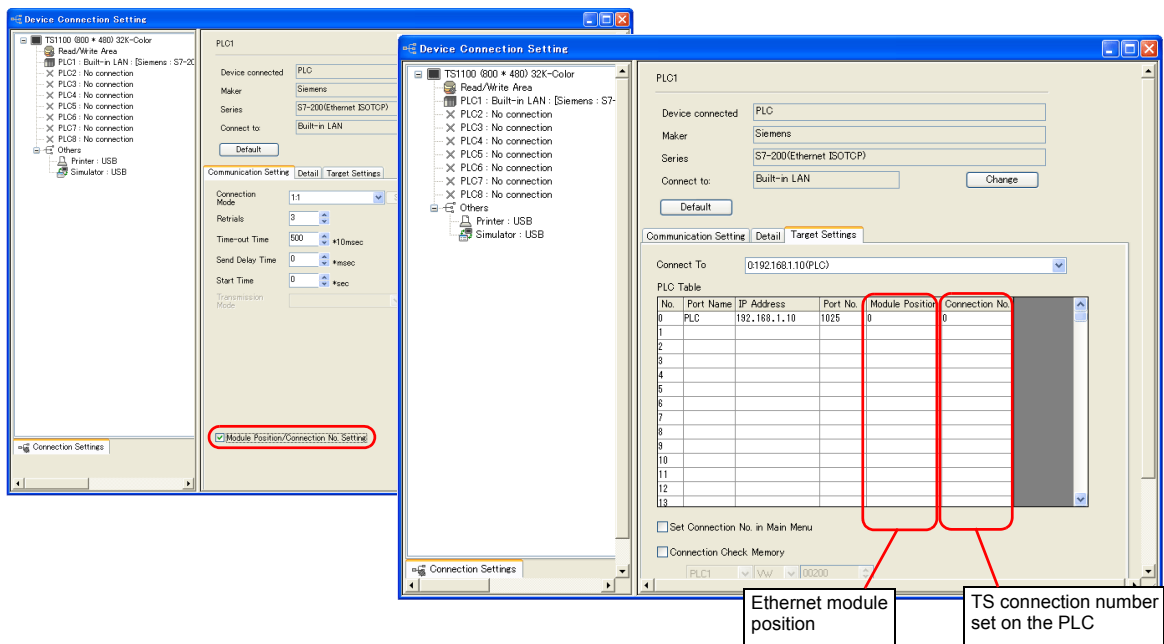 Device Connection Setting
TS1100 (800 * 480) 32K-Color
Read/Write Area
PLC1 : Built-in LAN : [Siemens : S7-20
PLC2 : No connection
PLC3 : No connection
PLC4 : No connection
PLC5 : No connection
PLC6 : No connection
PLC7 : No connection
PLC8 : No connection
Others
Printer : USB
Simulator : USB
Connection Settings
PLC1
Device connected PLC
Maker Siemens
Series S7-200(Ethernet ISOTCP)
Connect to: Built-in LAN
Default
Communication Setting Detail Target Settings
Connection Mode 1:1
Retrials 3
Time-out Time 500 *10msec
Send Delay Time 0 *msec
Start Time 0 *sec
Transmission Mode
Module Position/Connection No. Setting
Device Connection Setting
TS1100 (800 * 480) 32K-Color
Read/Write Area
PLC1 : Built-in LAN : [Siemens : S7-
PLC2 : No connection
PLC3 : No connection
PLC4 : No connection
PLC5 : No connection
PLC6 : No connection
PLC7 : No connection
PLC8 : No connection
Others
Printer : USB
Simulator : USB
Connection Settings
PLC1
Device connected PLC
Maker Siemens
Series S7-200(Ethernet ISOTCP)
Connect to: Built-in LAN Change
Default
Communication Setting Detail Target Settings
Connect To 0:192.168.1.10(PLC)
PLC Table
No. Port Name IP Address Port No. Module Position Connection No.
0 PLC 192.168.1.10 1025 0 0
1
2
3
4
5
6
7
8
9
10
11
12
13
Set Connection No. in Main Menu
Connection Check Memory
PLC1 VW 00200
Ethernet module
position
TS connection number
set on the PLC